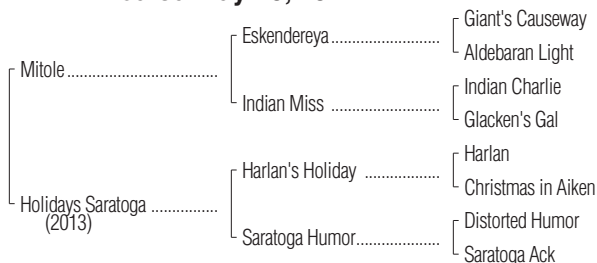 Giant's Causeway
Eskendereya
Aldebaran Light
Mitole
Indian Charlie
Indian Miss
Glacken's Gal
Harlan
Harlan's Holiday
Christmas in Aiken
Holidays Saratoga
(2013)
Distorted Humor
Saratoga Humor
Saratoga Ack